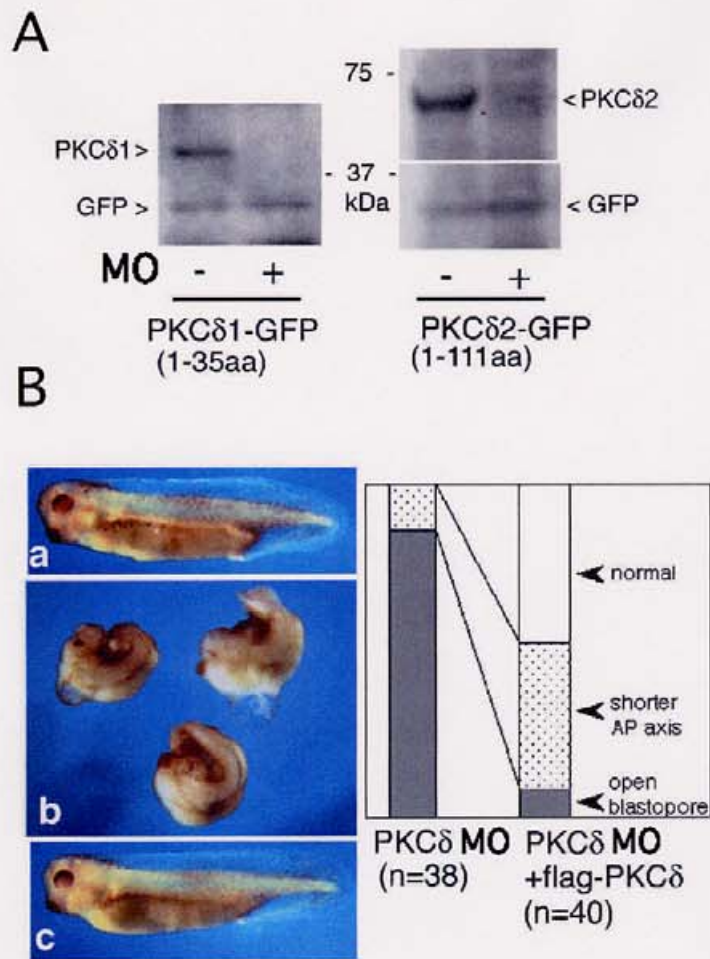 A
75 -
PKCδ1 >
< PKCδ2
- 37 -
GFP >
kDa
< GFP
MO - +
- +
PKCδ1-GFP
(1-35aa)
PKCδ2-GFP
(1-111aa)
B
a
b
c
normal
shorter
AP axis
open
blastopore
PKCδ MO
(n=38)
PKCδ MO
+flag-PKCδ
(n=40)